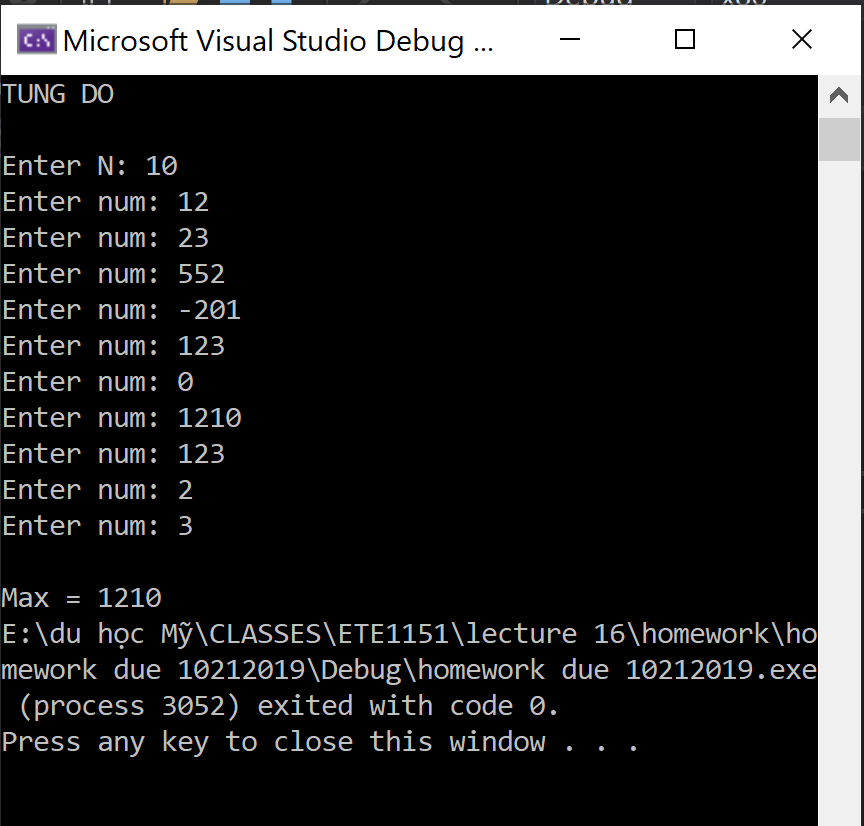 Microsoft Visual Studio Debug ...
TUNG DO
Enter N: 10
Enter num: 12
Enter num: 23
Enter num: 552
Enter num: -201
Enter num: 123
Enter num: 0
Enter num: 1210
Enter num: 123
Enter num: 2
Enter num: 3
Max = 1210
E:\du học Mỹ\CLASSES\ETE1151\lecture 16\homework\ho
mework due 10212019\Debug\homework due 10212019.exe
(process 3052) exited with code 0.
Press any key to close this window . . .